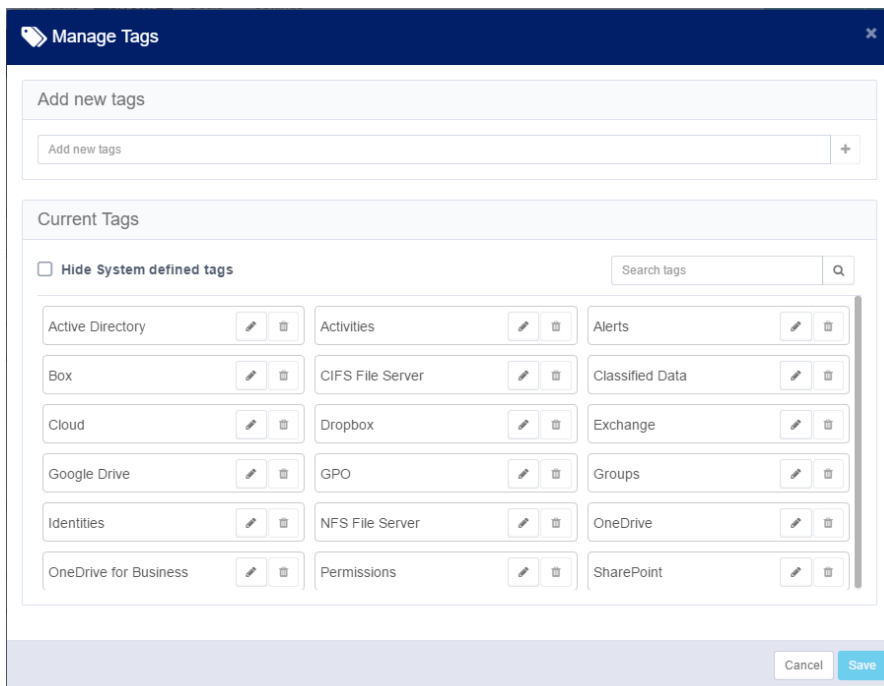 Manage Tags
Add new tags
Add new tags
Current Tags
Hide System defined tags
Search tags
Active Directory
Activities
Alerts
Box
CIFS File Server
Classified Data
Cloud
Dropbox
Exchange
Google Drive
GPO
Groups
Identities
NFS File Server
OneDrive
OneDrive for Business
Permissions
SharePoint
Cancel
Save